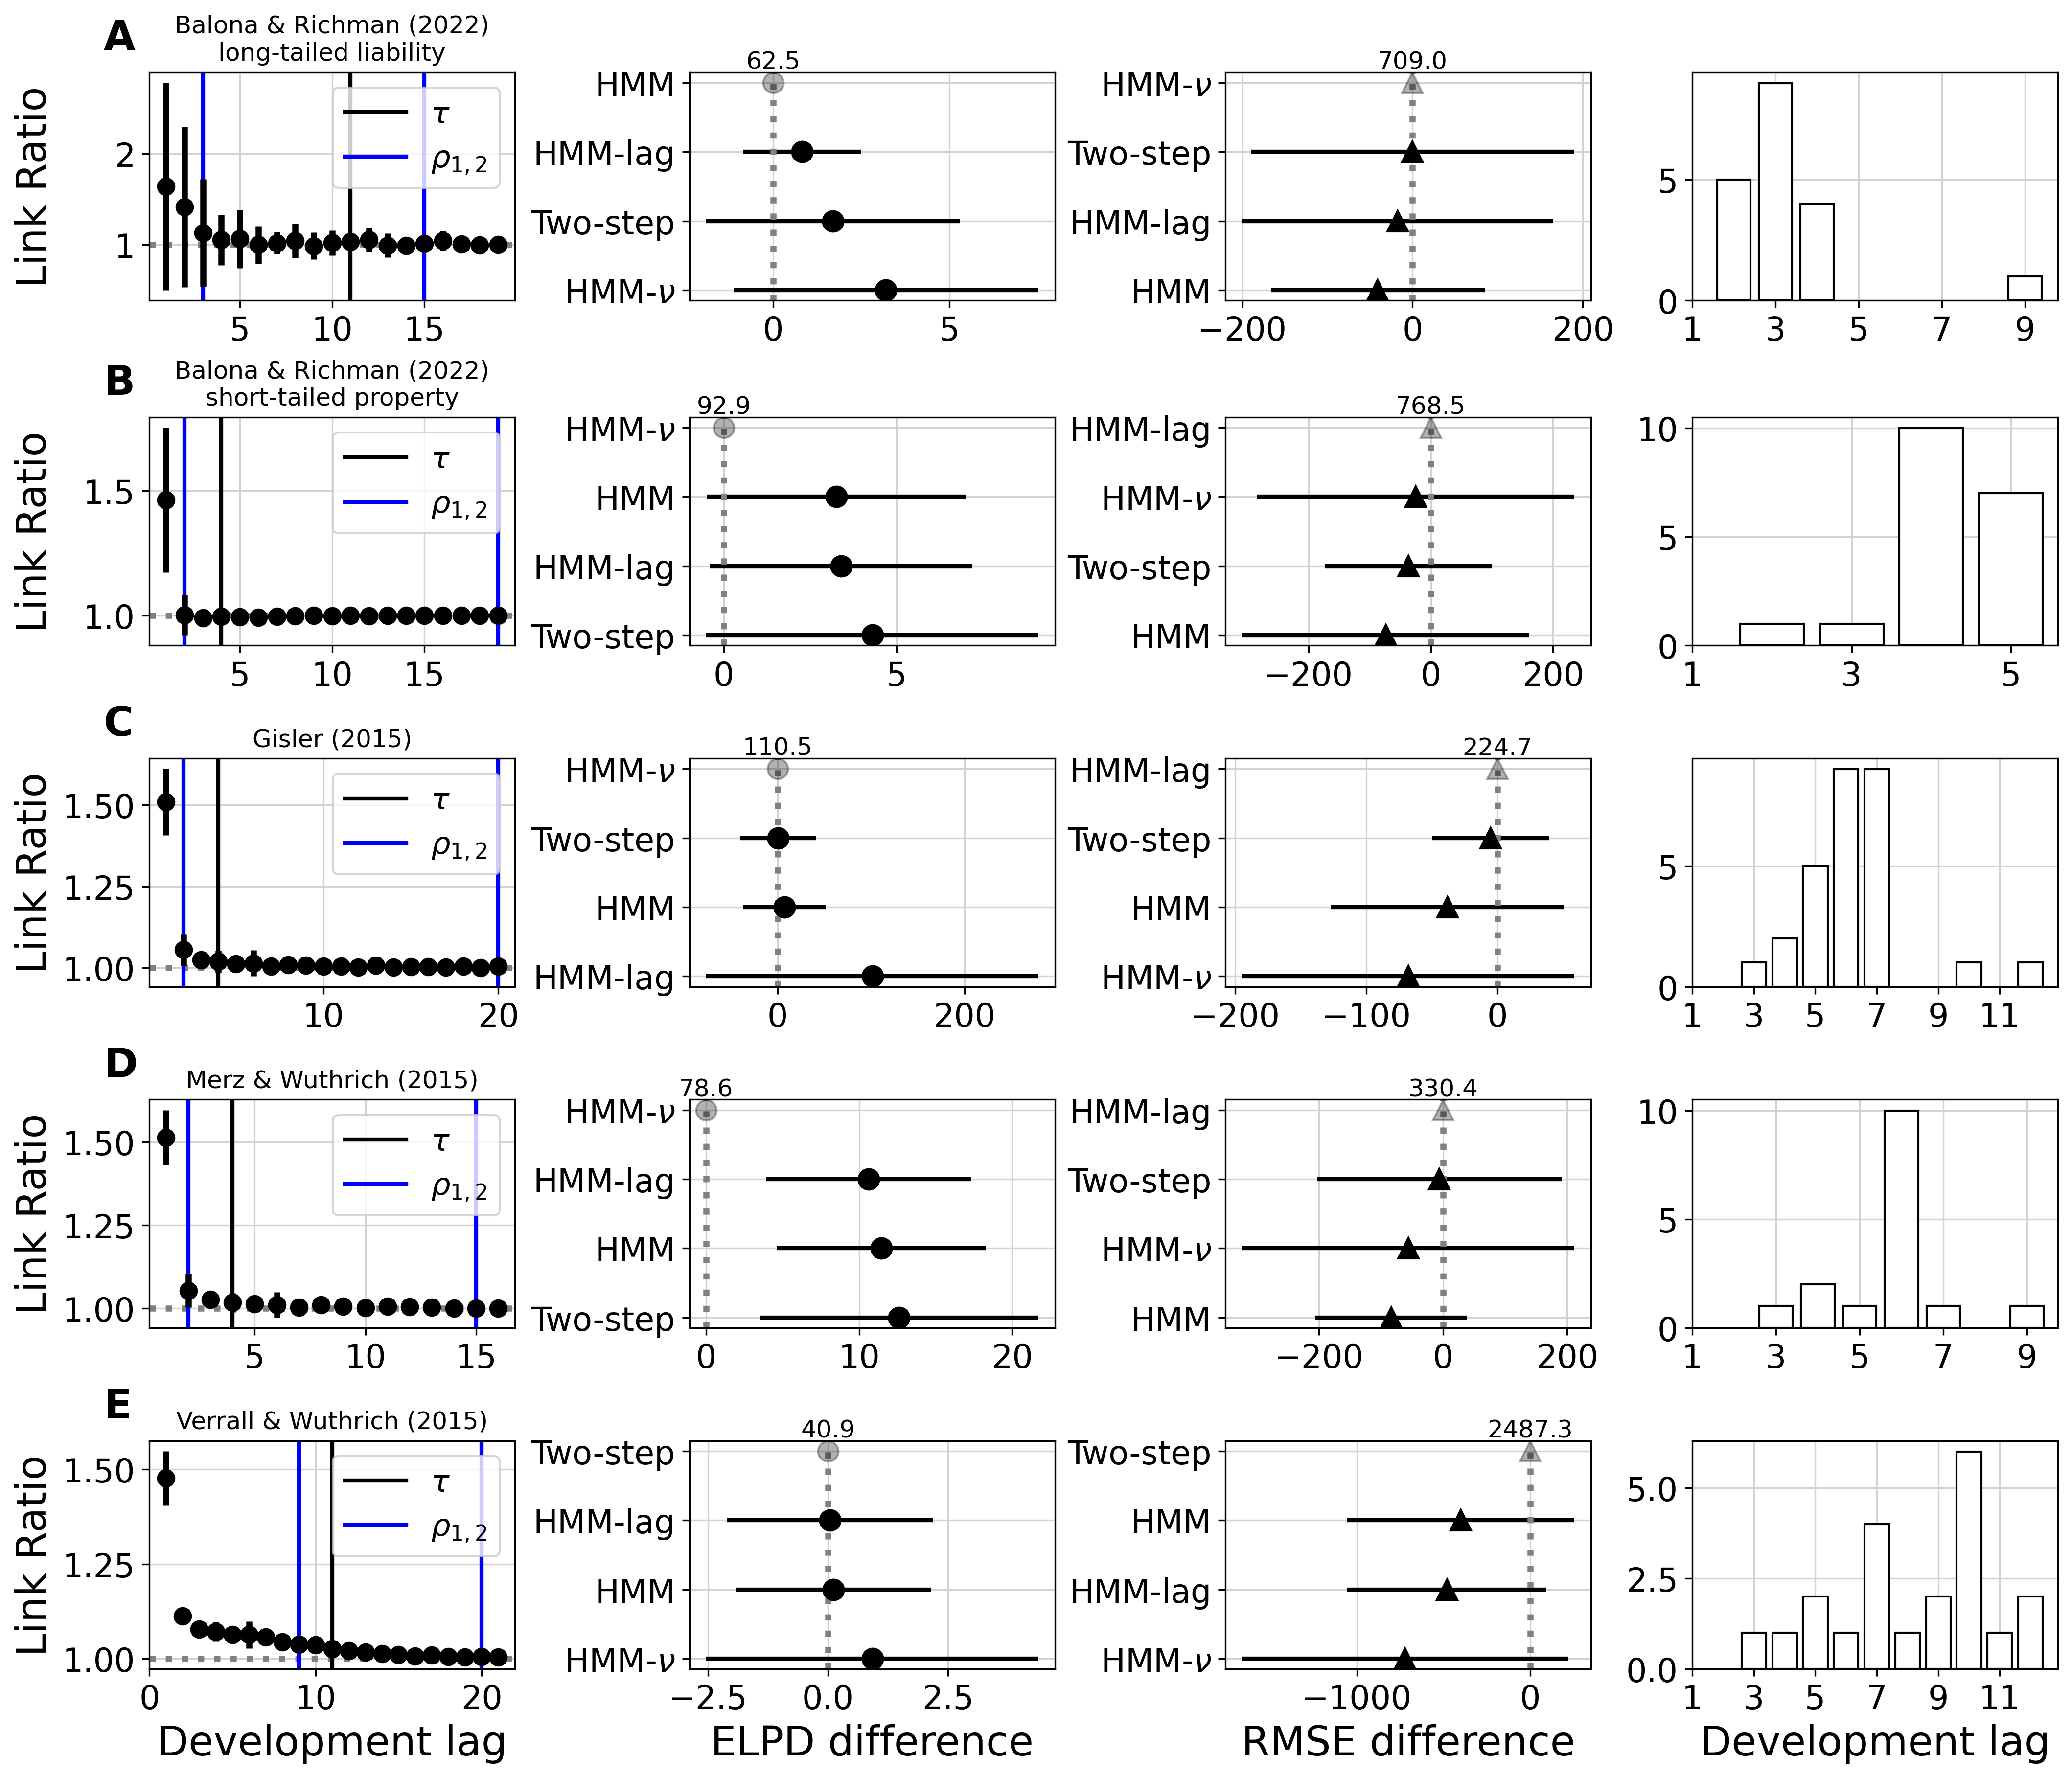 A
Balona & Richman (2022)
long-tailed liability
Link Ratio
2
1
5
10
15
τ
ρ1, 2
62.5
HMM
HMM-lag
Two-step
HMM-ν
0
5
709.0
HMM-ν
Two-step
HMM-lag
HMM
−200
0
200
5
0
1
3
5
7
9
B
Balona & Richman (2022)
short-tailed property
Link Ratio
1.5
1.0
5
10
15
τ
ρ1, 2
92.9
HMM-ν
HMM
HMM-lag
Two-step
0
5
768.5
HMM-lag
HMM-ν
Two-step
HMM
−200
0
200
10
5
0
1
3
5
C
Gisler (2015)
Link Ratio
1.50
1.25
1.00
10
20
τ
ρ1, 2
110.5
HMM-ν
Two-step
HMM
HMM-lag
0
200
224.7
HMM-lag
Two-step
HMM
HMM-ν
−200
−100
0
5
0
1
3
5
7
9
11
D
Merz & Wuthrich (2015)
Link Ratio
1.50
1.25
1.00
5
10
15
τ
ρ1, 2
78.6
HMM-ν
HMM-lag
HMM
Two-step
0
10
20
330.4
HMM-lag
Two-step
HMM-ν
HMM
−200
0
200
10
5
0
1
3
5
7
9
E
Verrall & Wuthrich (2015)
Link Ratio
1.50
1.25
1.00
0
10
20
Development lag
τ
ρ1, 2
40.9
Two-step
HMM-lag
HMM
HMM-ν
−2.5
0.0
2.5
ELPD difference
2487.3
Two-step
HMM
HMM-lag
HMM-ν
−1000
0
RMSE difference
5.0
2.5
0.0
1
3
5
7
9
11
Development lag